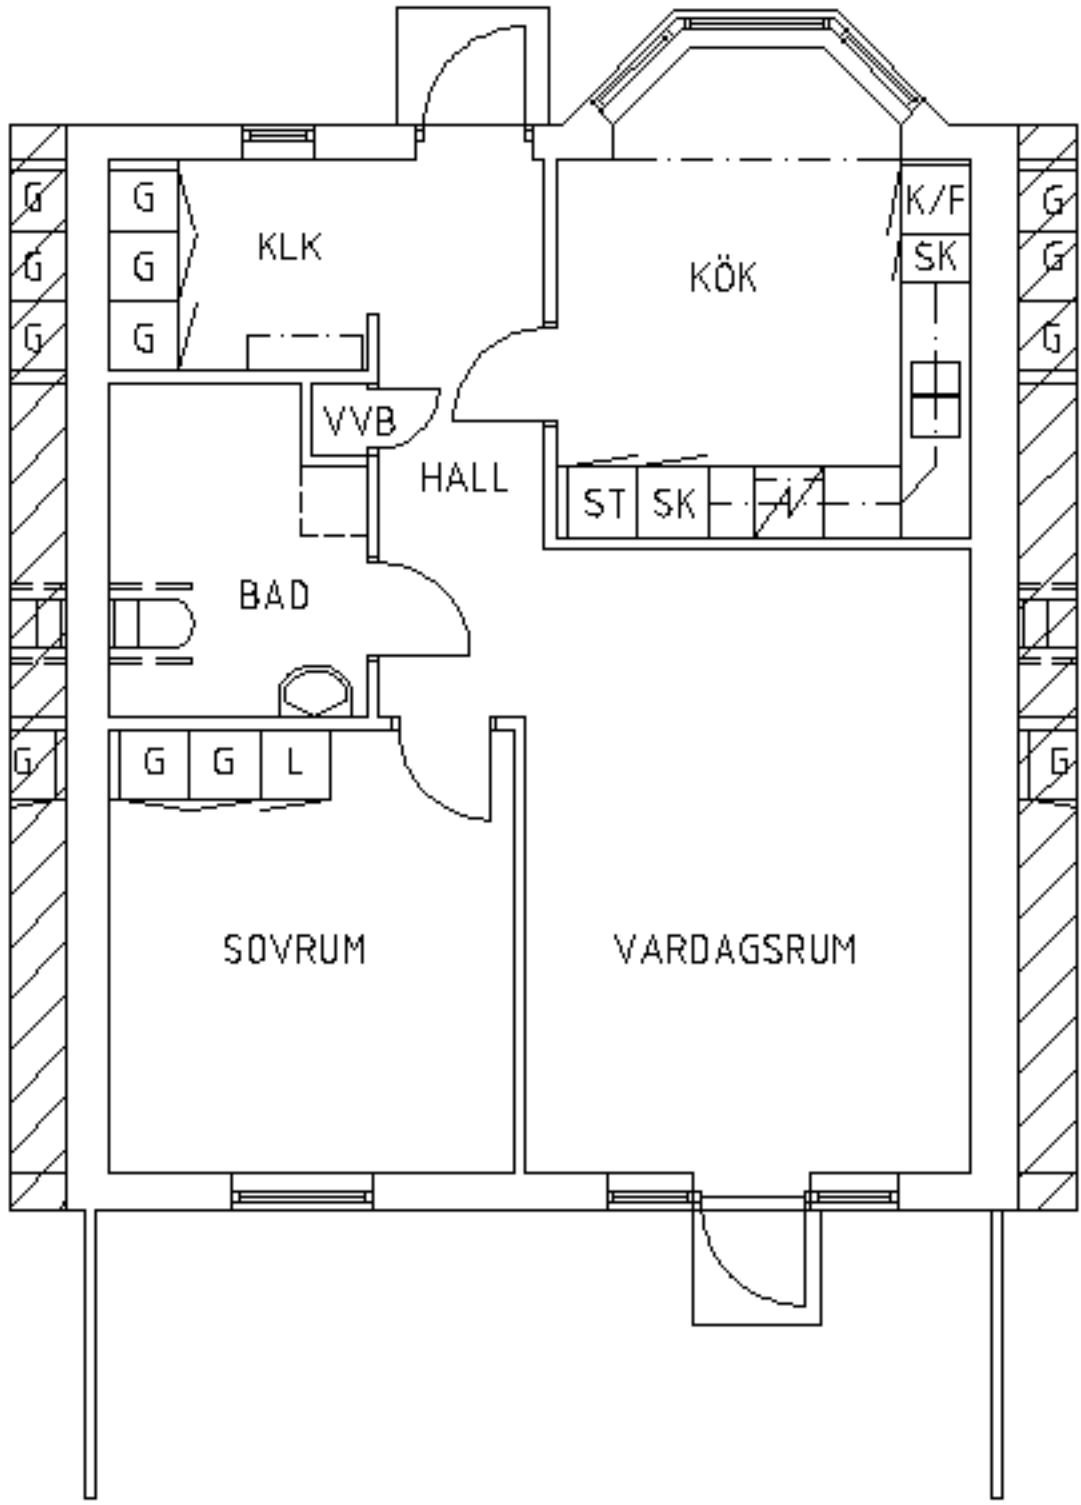 G G K/F G
G KLK KÖK SK G
G G
G G G
VVB
HALL
ST SK
BAD
G G G L G
SOVRUM VARDAGSRUM